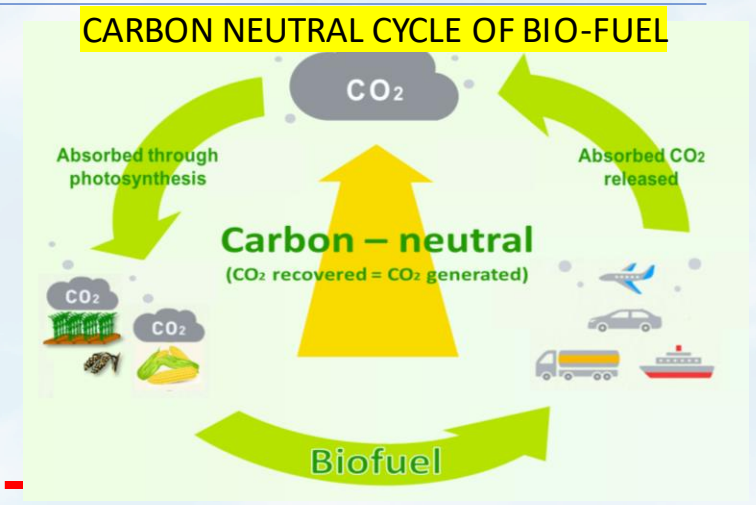 CARBON NEUTRAL CYCLE OF BIO-FUEL
CO₂
Absorbed through
photosynthesis
Absorbed CO₂
released
Carbon – neutral
(CO₂ recovered = CO₂ generated)
CO₂
CO₂
Biofuel